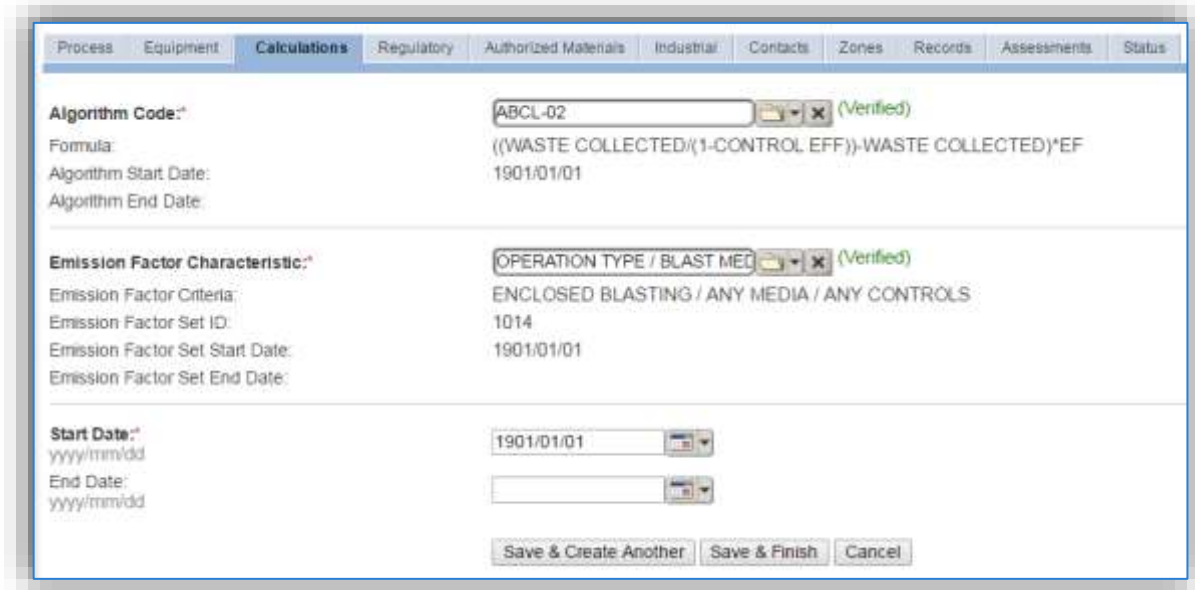 Process Equipment Calculations Regulatory Authorized Materials Industrial Contacts Zones Records Assessments Status
Algorithm Code:* ABCL-02 (Verified)
Formula: ((WASTE COLLECTED/(1-CONTROL EFF))-WASTE COLLECTED)*EF
Algorithm Start Date: 1901/01/01
Algorithm End Date:
Emission Factor Characteristic:* OPERATION TYPE / BLAST MED (Verified)
Emission Factor Criteria: ENCLOSED BLASTING / ANY MEDIA / ANY CONTROLS
Emission Factor Set ID: 1014
Emission Factor Set Start Date: 1901/01/01
Emission Factor Set End Date:
Start Date:* 1901/01/01
yyyy/mm/dd
End Date:
yyyy/mm/dd
Save & Create Another Save & Finish Cancel